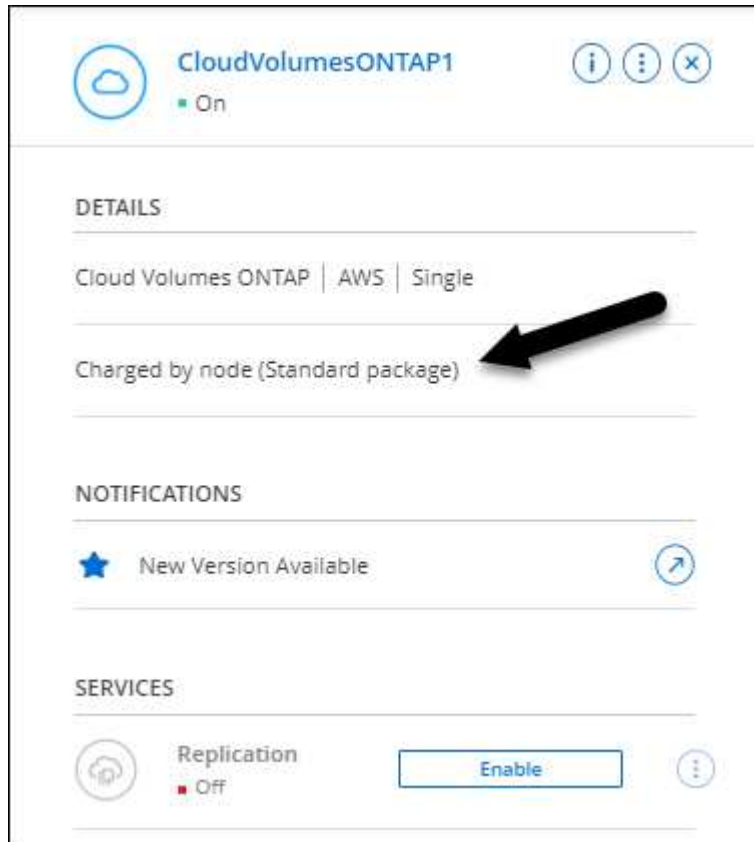 CloudVolumesONTAP1
On
DETAILS
Cloud Volumes ONTAP | AWS | Single
Charged by node (Standard package)
NOTIFICATIONS
New Version Available
SERVICES
Replication
Enable
Off